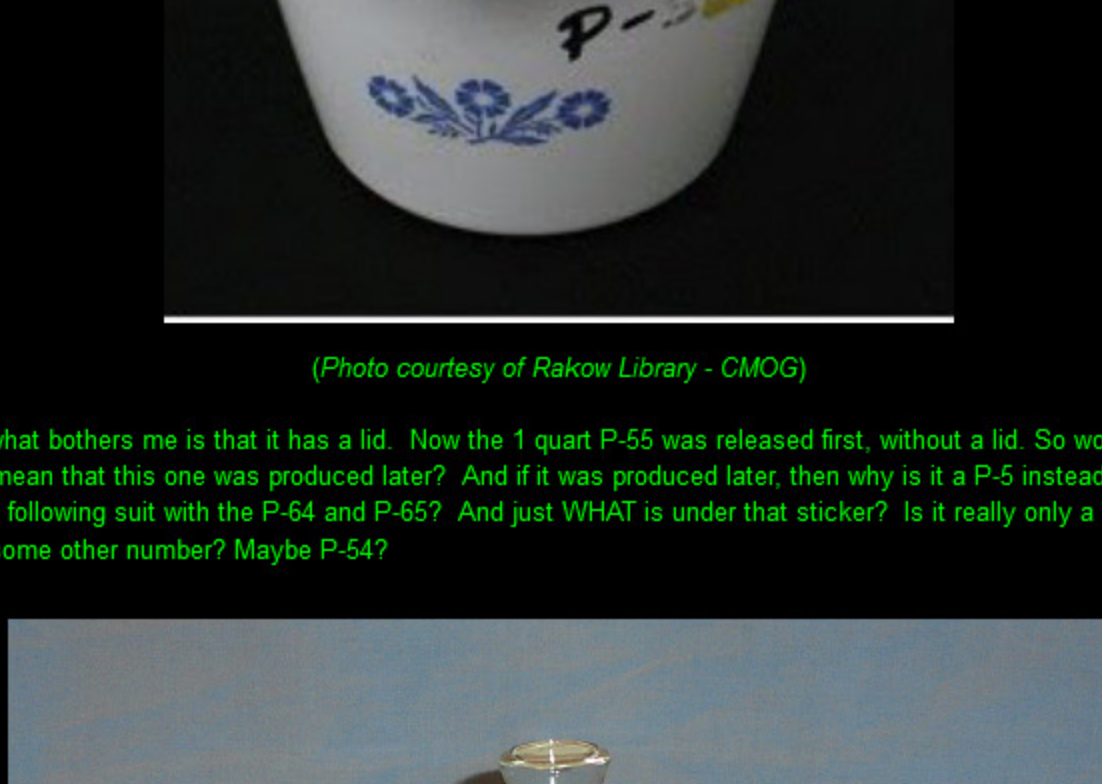 P-5
(Photo courtesy of Rakow Library - CMOG)
what bothers me is that it has a lid.  Now the 1 quart P-55 was released first, without a lid. So wo
mean that this one was produced later?  And if it was produced later, then why is it a P-5 instead
following suit with the P-64 and P-65?  And just WHAT is under that sticker?  Is it really only a
some other number? Maybe P-54?